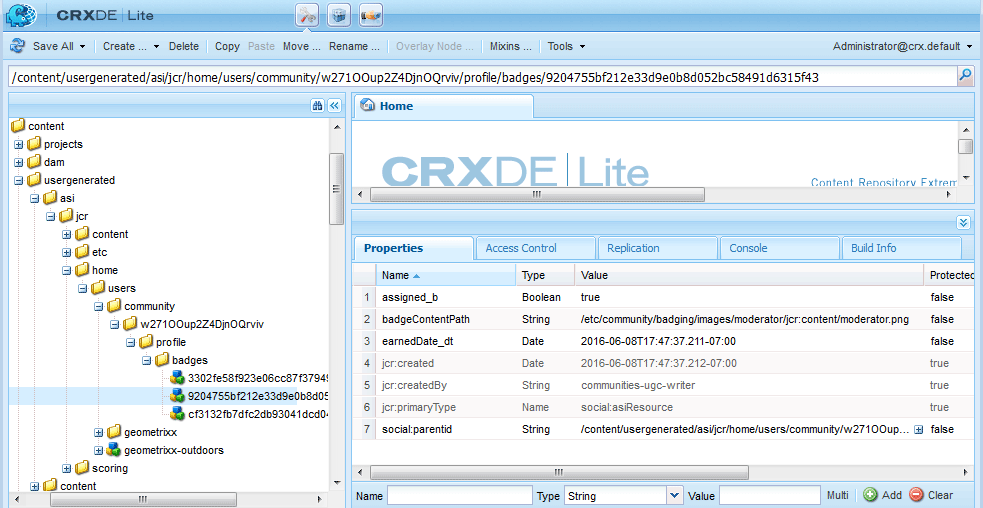 CRXDE | Lite
Save All Create ... Delete Copy Paste Move ... Rename ... Overlay Node ... Mixins ... Tools Administrator@crx.default
/content/usergenerated/asi/jcr/home/users/community/w271OOup2Z4DjnOQrviv/profile/badges/9204755bf212e33d9e0b8d052bc58491d6315f43
content
projects
dam
usergenerated
asi
jcr
content
etc
home
users
community
w271OOup2Z4DjnOQrviv
profile
badges
3302fe58f923e06cc87f37949
9204755bf212e33d9e0b8d05
cf3132fb7dfc2db93041dcd04
geometrixx
geometrixx-outdoors
scoring
content
Home
CRXDE | Lite
Content Repository Extrem
Properties Access Control Replication Console Build Info
Name Type Value Protected
1 assigned_b Boolean true false
2 badgeContentPath String /etc/community/badging/images/moderator/jcr:content/moderator.png false
3 earnedDate_dt Date 2016-06-08T17:47:37.211-07:00 false
4 jcr:created Date 2016-06-08T17:47:37.212-07:00 true
5 jcr:createdBy String communities-ugc-writer true
6 jcr:primaryType Name social:asiResource true
7 social:parentid String /content/usergenerated/asi/jcr/home/users/community/w271OOup... false
Name Type String Value Multi Add Clear